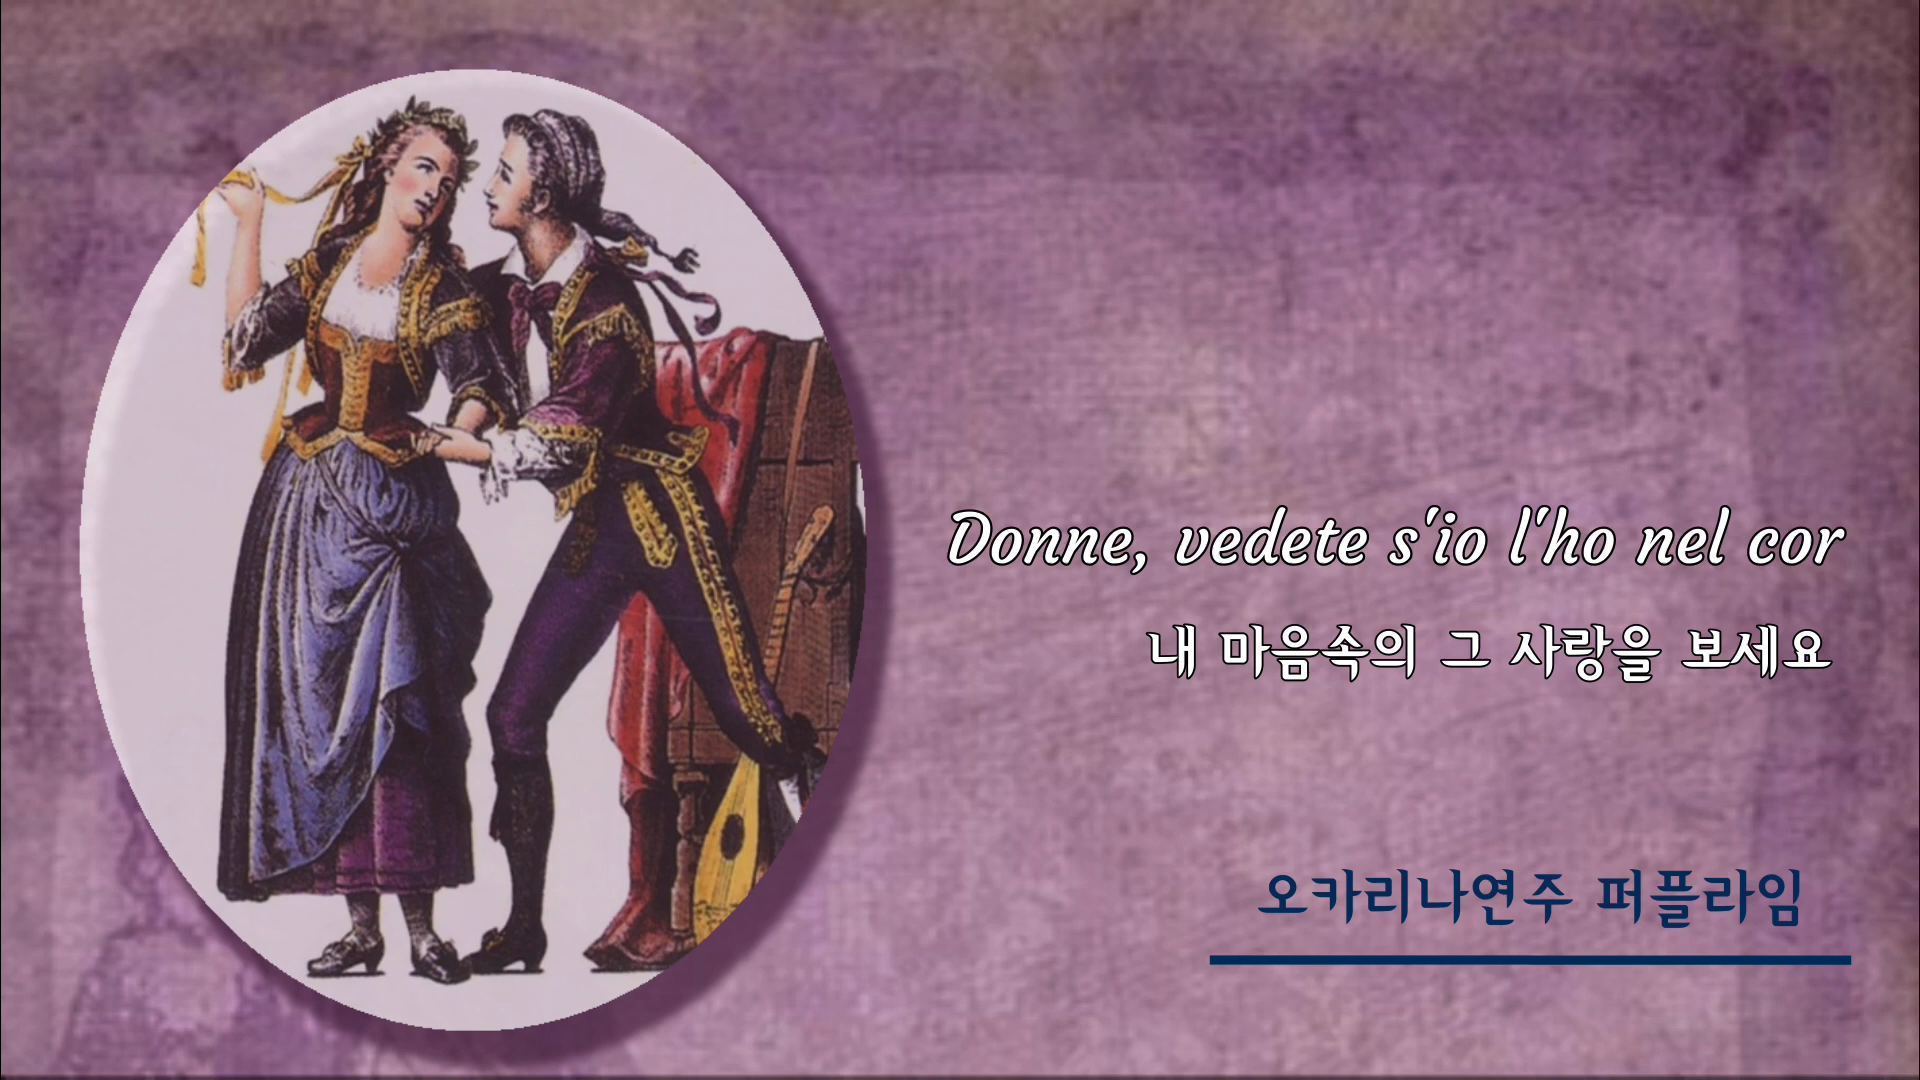 Donne, vedete s'io l'ho nel cor
내 마음속의 그 사랑을 보세요
오카리나연주 퍼플라임